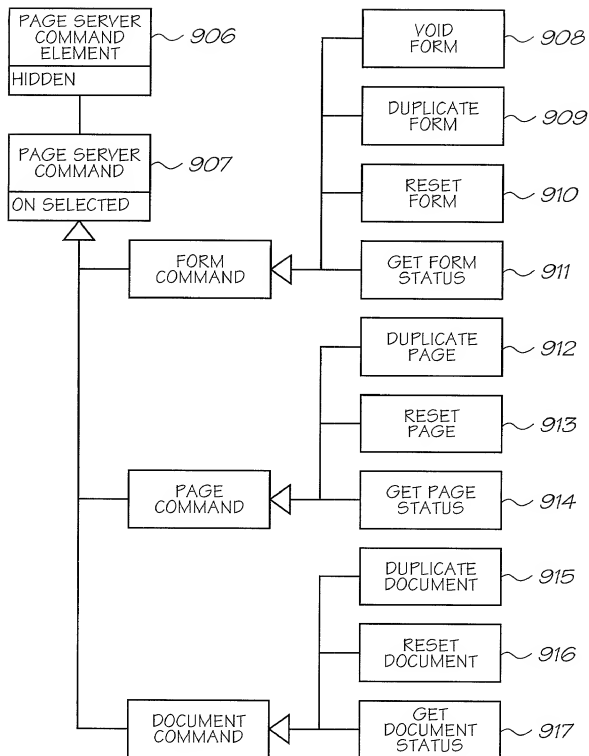 PAGE SERVER
COMMAND
ELEMENT
906
HIDDEN
PAGE SERVER
COMMAND
907
ON SELECTED
FORM
COMMAND
VOID
FORM
908
DUPLICATE
FORM
909
RESET
FORM
910
GET FORM
STATUS
911
PAGE
COMMAND
DUPLICATE
PAGE
912
RESET
PAGE
913
GET PAGE
STATUS
914
DOCUMENT
COMMAND
DUPLICATE
DOCUMENT
915
RESET
DOCUMENT
916
GET
DOCUMENT
STATUS
917